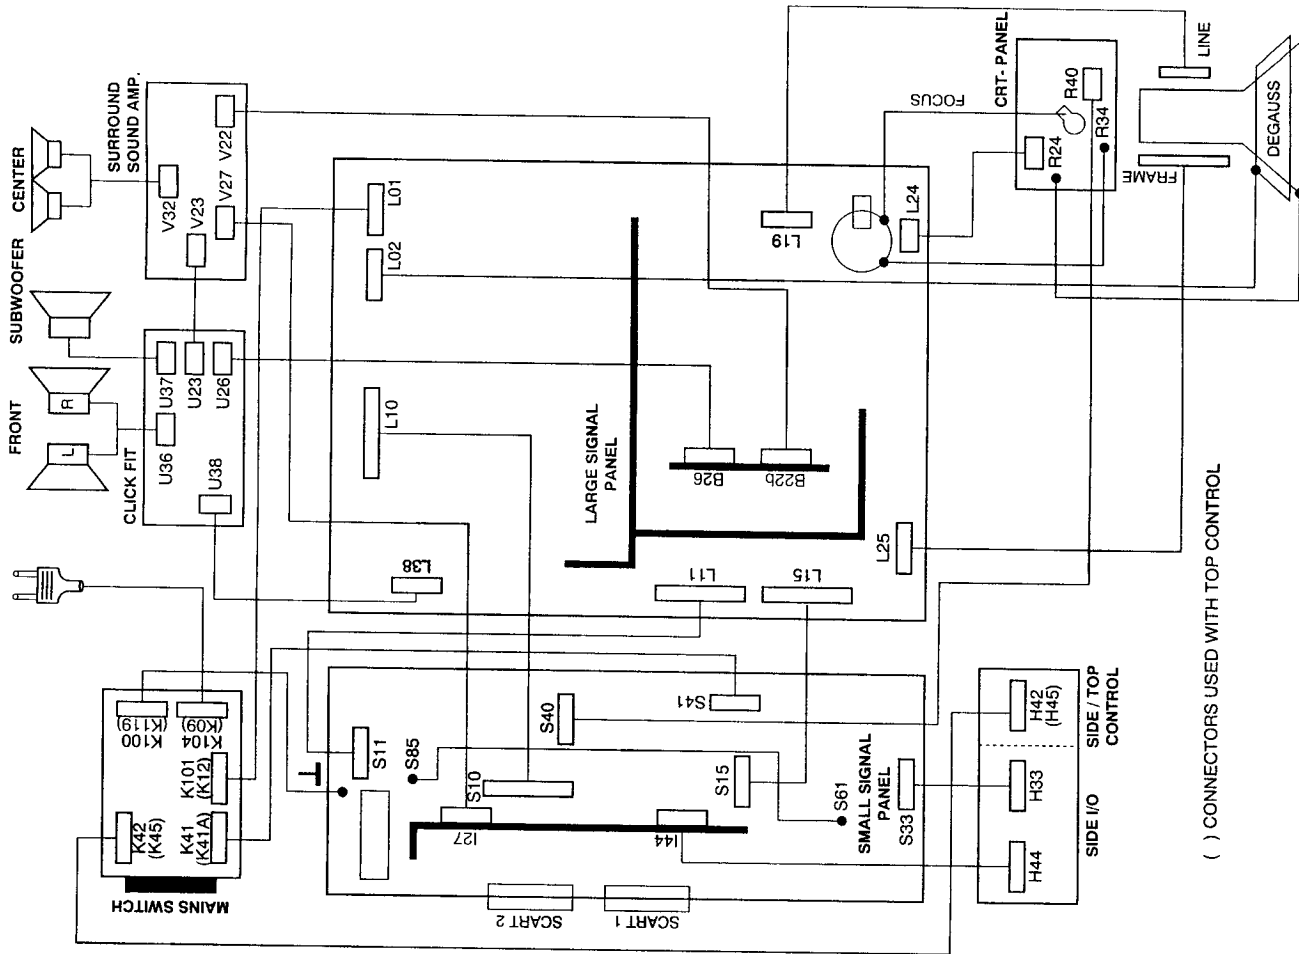 CENTER
SUBWOOFER
FRONT
SURROUND
SOUND AMP.
V32
V23
V27
V22
CLICK FIT
R
L
U37
U23
U26
U36
U38
L01
L02
L10
L38
L11
L15
L25
L19
L24
LARGE SIGNAL
PANEL
B26
B22b
FOCUS
CRT- PANEL
R40
R34
R24
LINE
FRAME
DEGAUSS
K100
(K119)
K104
(K09)
K101
(K12)
K42
(K45)
K41
(K41A)
MAINS SWITCH
S11
S85
S10
S40
S41
S15
S61
S33
I27
I44
SMALL SIGNAL
PANEL
SCART 2
SCART 1
H42
(H45)
H33
H44
SIDE / TOP
CONTROL
SIDE I/O
( ) CONNECTORS USED WITH TOP CONTROL